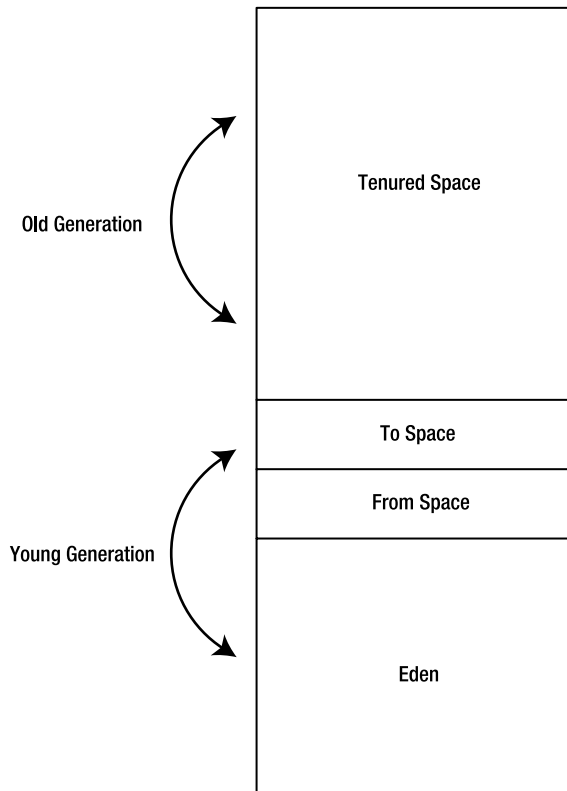 Tenured Space
Old Generation
To Space
From Space
Young Generation
Eden